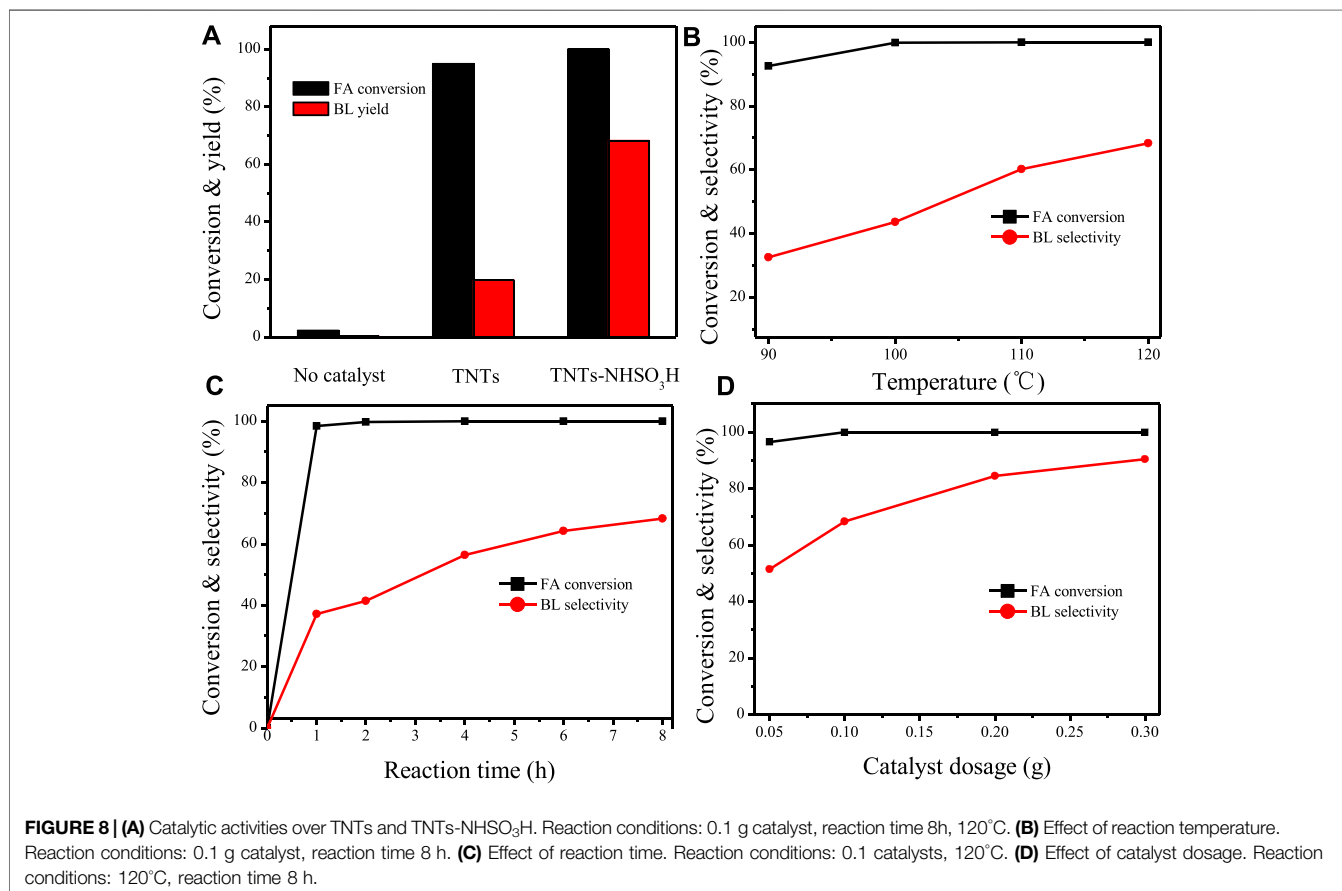 A
Conversion & yield (%)
100
80
60
40
20
0
FA conversion
BL yield
No catalyst TNTs TNTs-NHSO₃H
B
Conversion & selectivity (%)
100
80
60
40
20
FA conversion
BL selectivity
90 100 110 120
Temperature (℃)
C
Conversion & selectivity (%)
100
80
60
40
20
0
FA conversion
BL selectivity
0 1 2 3 4 5 6 7 8
Reaction time (h)
D
Conversion & selectivity (%)
100
80
60
40
20
0
FA conversion
BL selectivity
0.05 0.10 0.15 0.20 0.25 0.30
Catalyst dosage (g)
FIGURE 8 | (A) Catalytic activities over TNTs and TNTs-NHSO₃H. Reaction conditions: 0.1 g catalyst, reaction time 8h, 120°C. (B) Effect of reaction temperature.
Reaction conditions: 0.1 g catalyst, reaction time 8 h. (C) Effect of reaction time. Reaction conditions: 0.1 catalysts, 120°C. (D) Effect of catalyst dosage. Reaction
conditions: 120°C, reaction time 8 h.